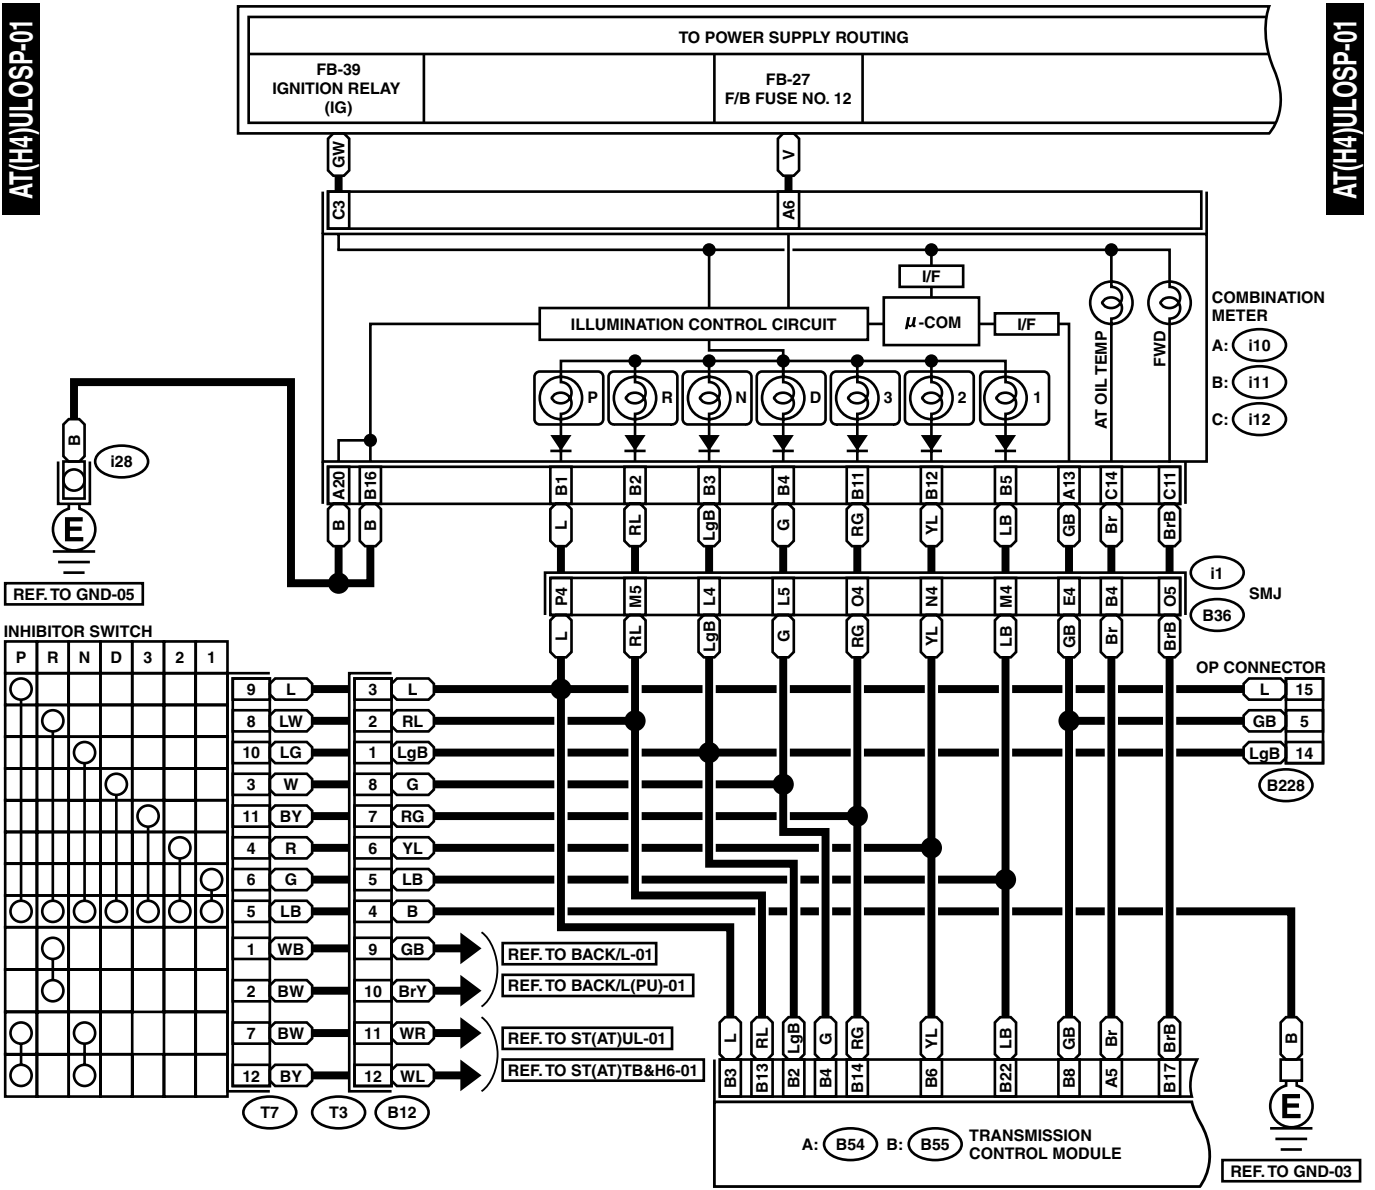 AT(H4)ULOSP-01
AT(H4)ULOSP-01
TO POWER SUPPLY ROUTING
FB-39
IGNITION RELAY
(IG)
FB-27
F/B FUSE NO. 12
GW
V
C3
A6
I/F
ILLUMINATION CONTROL CIRCUIT
μ-COM
I/F
AT OIL TEMP
FWD
COMBINATION
METER
A: i10
B: i11
C: i12
P R N D 3 2 1
B
i28
E
REF. TO GND-05
A20 B16 B1 B2 B3 B4 B11 B12 B5 A13 C14 C11
B B L RL LgB G RG YL LB GB Br BrB
i1
SMJ
B36
P4 M5 L4 L5 O4 N4 M4 E4 B4 O5
L RL LgB G RG YL LB GB Br BrB
INHIBITOR SWITCH
P R N D 3 2 1
OP CONNECTOR
9 L 3 L L 15
8 LW 2 RL GB 5
10 LG 1 LgB LgB 14
B228
3 W 8 G
11 BY 7 RG
4 R 6 YL
6 G 5 LB
5 LB 4 B
1 WB 9 GB
REF. TO BACK/L-01
2 BW 10 BrY
REF. TO BACK/L(PU)-01
7 BW 11 WR
REF. TO ST(AT)UL-01
12 BY 12 WL
REF. TO ST(AT)TB&H6-01
T7 T3 B12
L RL LgB G RG YL LB GB Br BrB B
B3 B13 B2 B4 B14 B6 B22 B8 A5 B17
E
A: B54 B: B55
TRANSMISSION
CONTROL MODULE
REF. TO GND-03